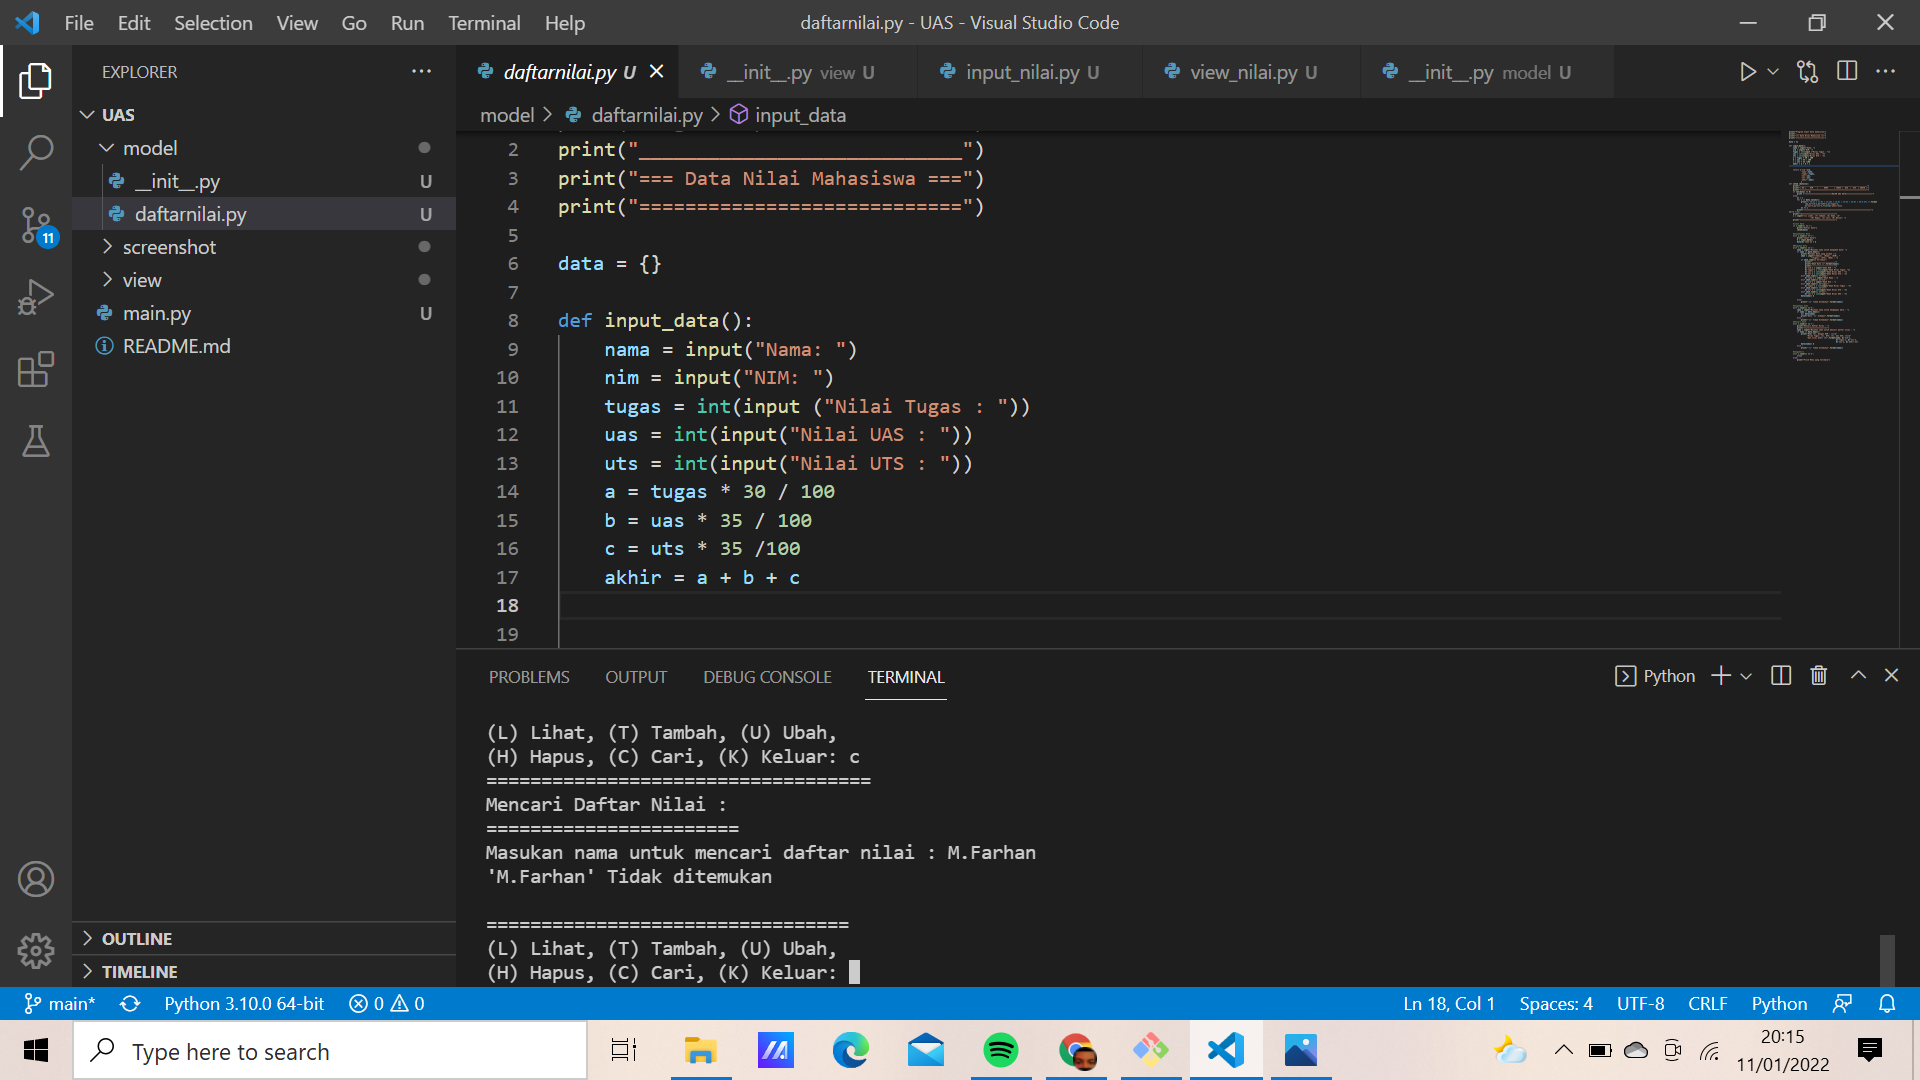 File Edit Selection View Go Run Terminal Help
daftarnilai.py - UAS - Visual Studio Code
EXPLORER
UAS
model
__init__.py U
daftarnilai.py U
screenshot
view
main.py U
README.md
OUTLINE
TIMELINE
11
daftarnilai.py U
__init__.py view U
input_nilai.py U
view_nilai.py U
__init__.py model U
model > daftarnilai.py > input_data
2 print("____________________________")
3 print("=== Data Nilai Mahasiswa ===")
4 print("============================")
5
6 data = {}
7
8 def input_data():
9 nama = input("Nama: ")
10 nim = input("NIM: ")
11 tugas = int(input ("Nilai Tugas : "))
12 uas = int(input("Nilai UAS : "))
13 uts = int(input("Nilai UTS : "))
14 a = tugas * 30 / 100
15 b = uas * 35 / 100
16 c = uts * 35 /100
17 akhir = a + b + c
18
19
PROBLEMS OUTPUT DEBUG CONSOLE TERMINAL
Python
(L) Lihat, (T) Tambah, (U) Ubah,
(H) Hapus, (C) Cari, (K) Keluar: c
===================================
Mencari Daftar Nilai :
=======================
Masukan nama untuk mencari daftar nilai : M.Farhan
'M.Farhan' Tidak ditemukan
=================================
(L) Lihat, (T) Tambah, (U) Ubah,
(H) Hapus, (C) Cari, (K) Keluar:
main* Python 3.10.0 64-bit 0 0
Ln 18, Col 1 Spaces: 4 UTF-8 CRLF Python
Type here to search
20:15
11/01/2022